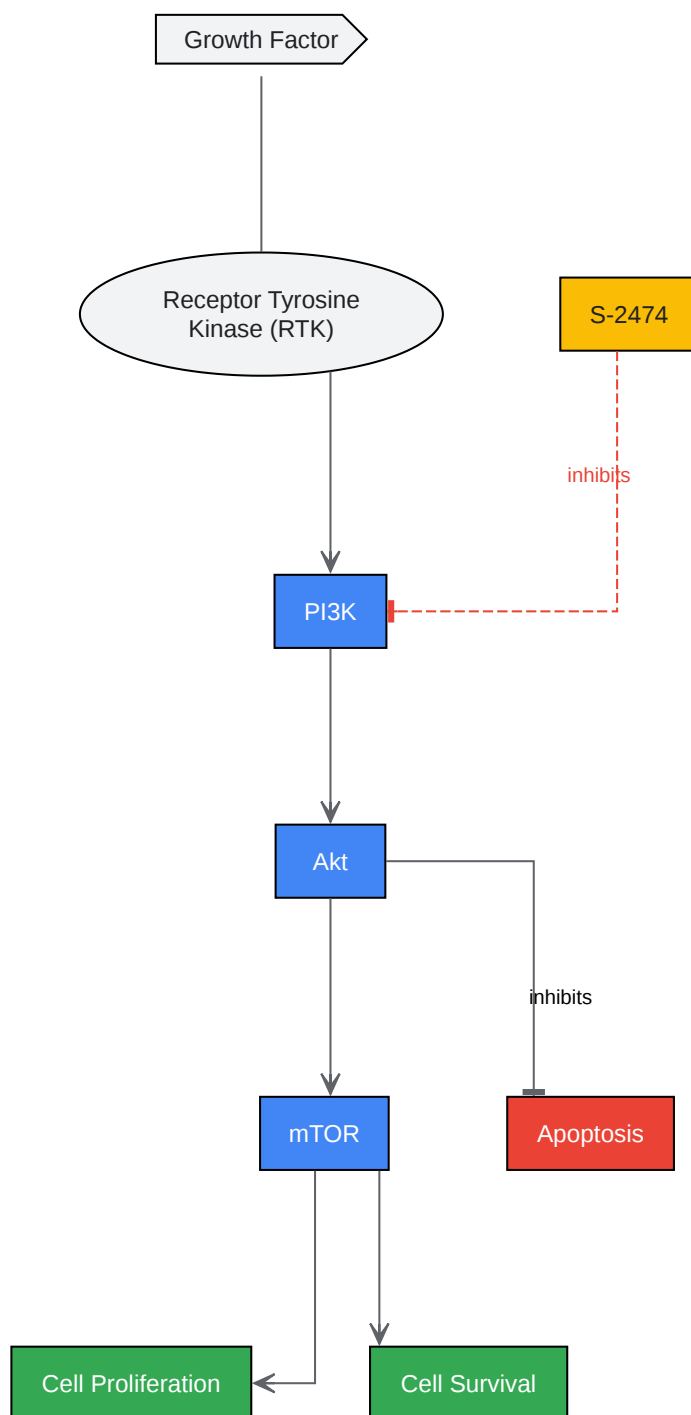 Growth Factor
Receptor Tyrosine
Kinase (RTK)
S-2474
inhibits
PI3K
Akt
inhibits
mTOR
Apoptosis
Cell Proliferation
Cell Survival